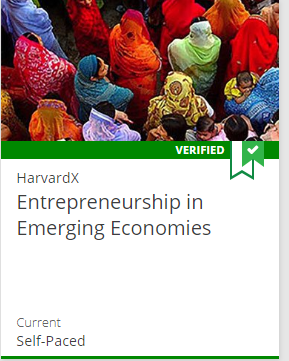 VERIFIED
HarvardX
Entrepreneurship in
Emerging Economies
Current
Self-Paced